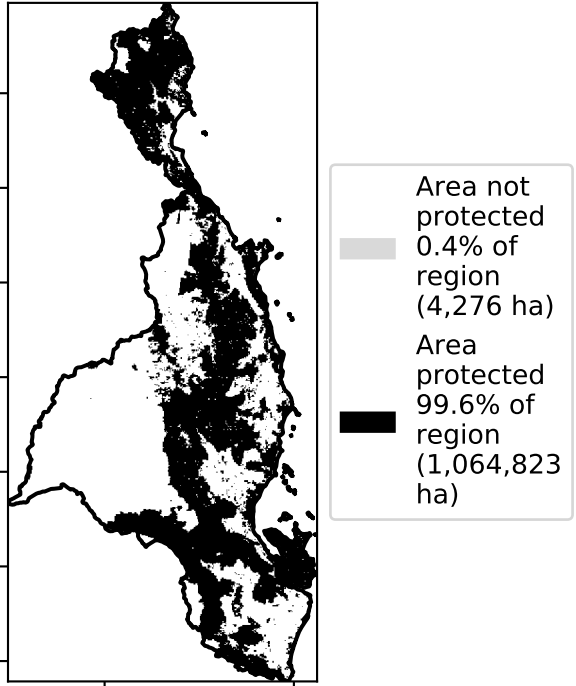 Area not
protected
0.4% of
region
(4,276 ha)
Area
protected
99.6% of
region
(1,064,823
ha)